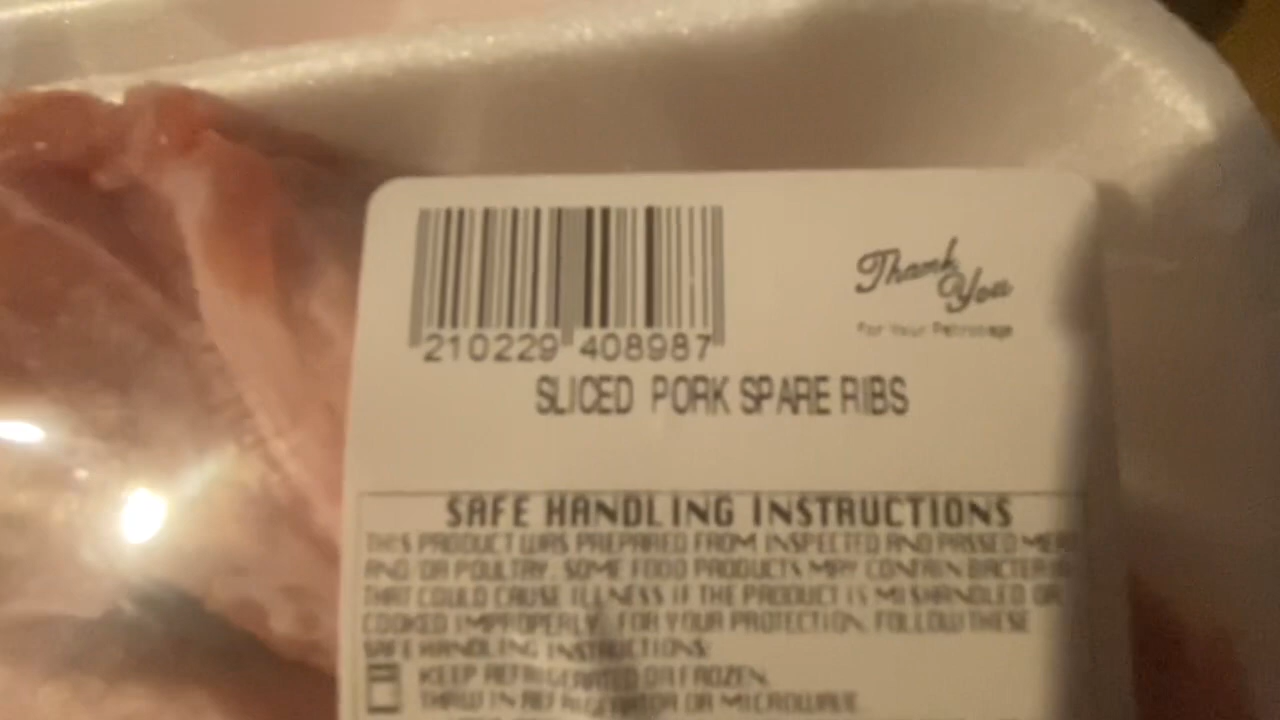 Thank
You
For Your Patronage
210229 408987
SLICED PORK SPARE RIBS
SAFE HANDLING INSTRUCTIONS
THIS PRODUCT WAS PREPARED FROM INSPECTED AND PASSED MEAT
AND/OR POULTRY. SOME FOOD PRODUCTS MAY CONTAIN BACTERIA
THAT COULD CAUSE ILLNESS IF THE PRODUCT IS MISHANDLED OR
COOKED IMPROPERLY. FOR YOUR PROTECTION, FOLLOW THESE
SAFE HANDLING INSTRUCTIONS:
KEEP REFRIGERATED OR FROZEN.
THAW IN REFRIGERATOR OR MICROWAVE.